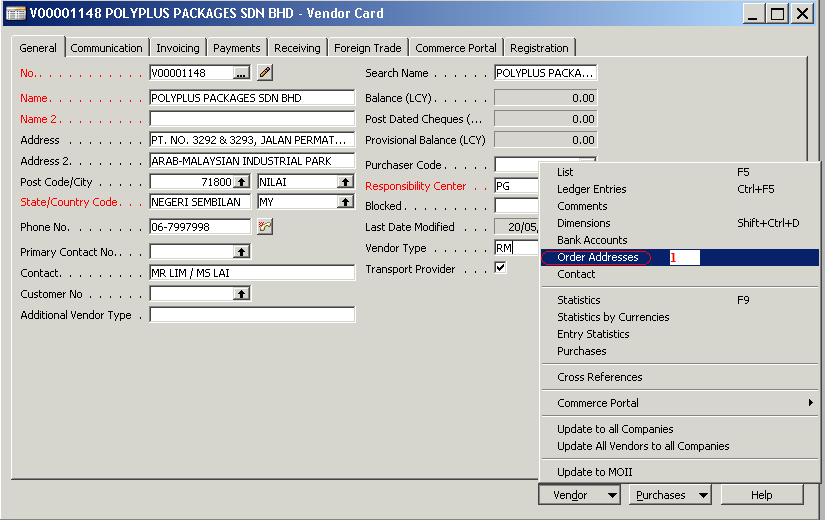 V00001148 POLYPLUS PACKAGES SDN BHD - Vendor Card
General Communication Invoicing Payments Receiving Foreign Trade Commerce Portal Registration
No. V00001148 ...
Name POLYPLUS PACKAGES SDN BHD
Name 2
Address PT. NO. 3292 & 3293, JALAN PERMAT...
Address 2. ARAB-MALAYSIAN INDUSTRIAL PARK
Post Code/City 71800 NILAI
State/Country Code NEGERI SEMBILAN MY
Phone No. 06-7997998
Primary Contact No.
Contact MR LIM / MS LAI
Customer No
Additional Vendor Type
Search Name POLYPLUS PACKA...
Balance (LCY) 0.00
Post Dated Cheques (... 0.00
Provisional Balance (LCY) 0.00
Purchaser Code
Responsibility Center PG
Blocked
Last Date Modified 20/05,
Vendor Type RM
Transport Provider
List F5
Ledger Entries Ctrl+F5
Comments
Dimensions Shift+Ctrl+D
Bank Accounts
Order Addresses 1
Contact
Statistics F9
Statistics by Currencies
Entry Statistics
Purchases
Cross References
Commerce Portal
Update to all Companies
Update All Vendors to all Companies
Update to MOII
Vendor Purchases Help